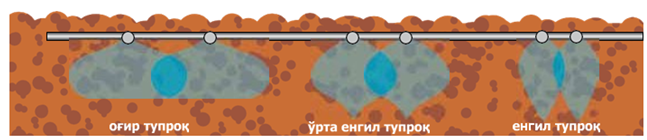 оғир тупроқ
ўрта енгил тупроқ
енгил тупроқ